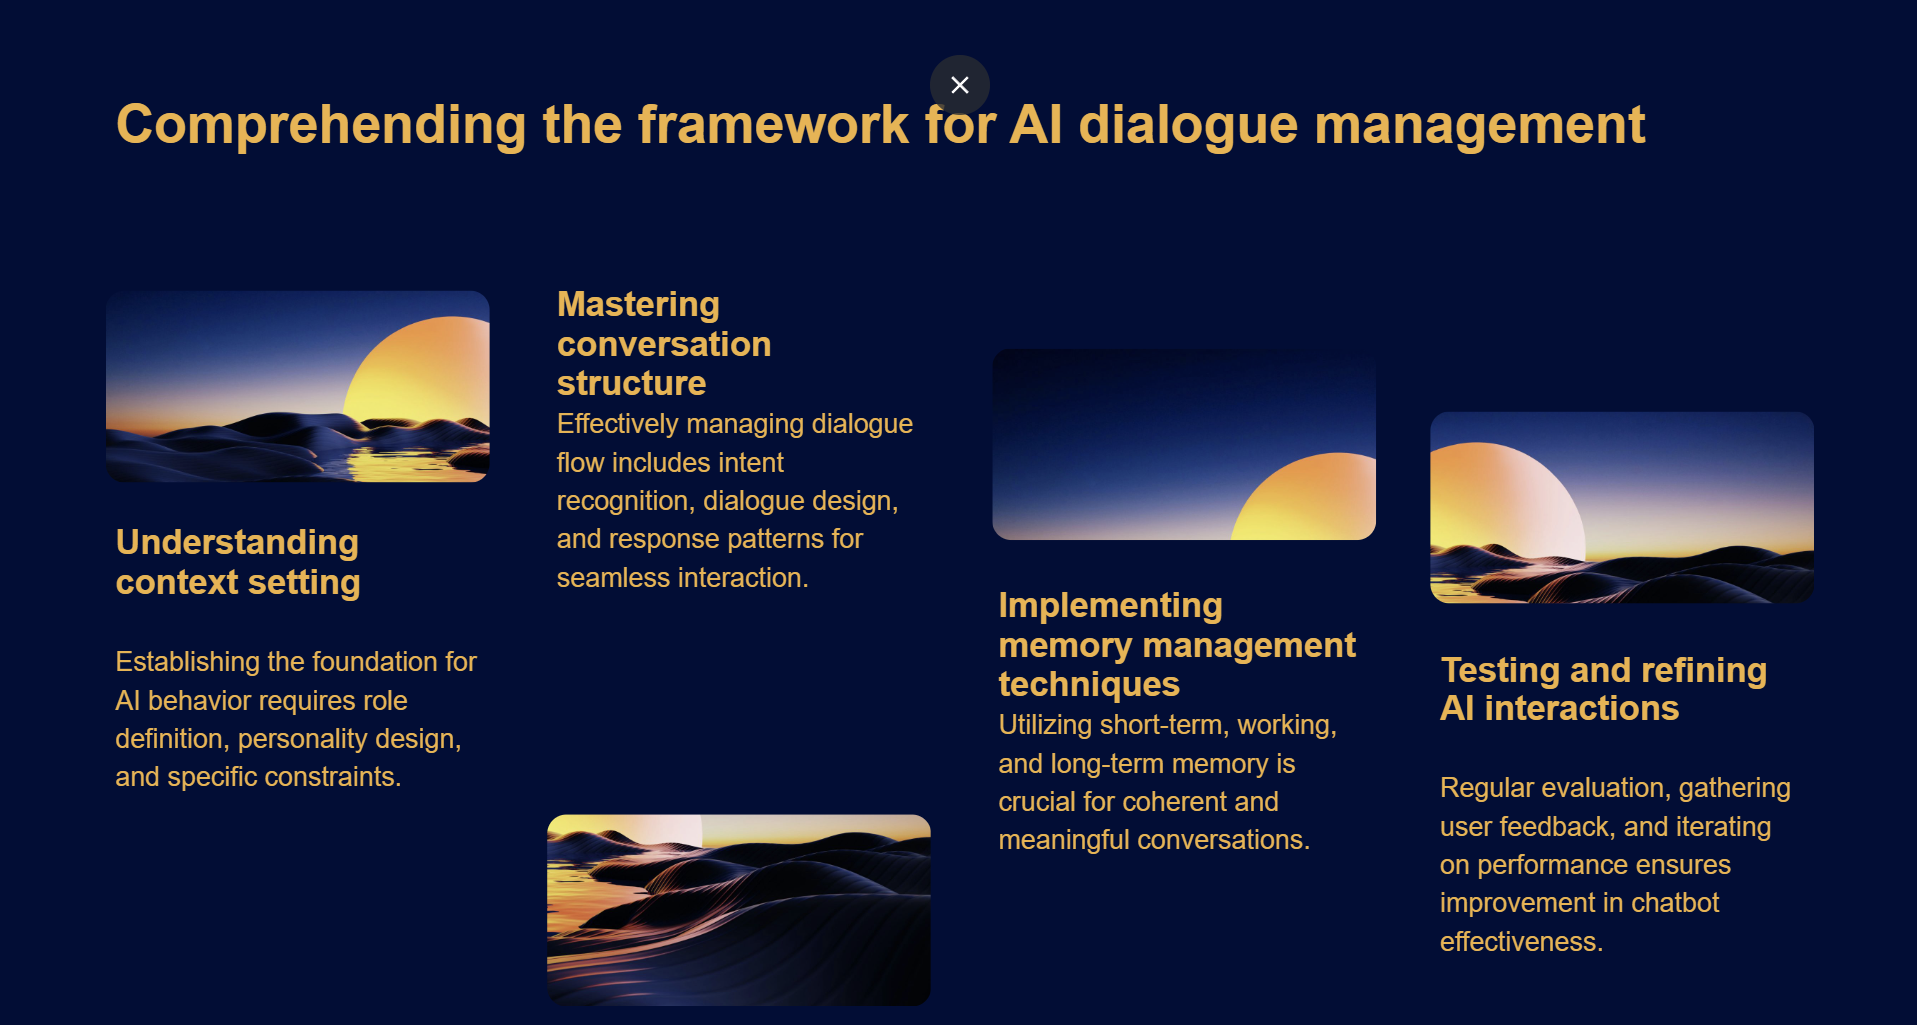 Comprehending the framework for AI dialogue management
Understanding
context setting
Establishing the foundation for
AI behavior requires role
definition, personality design,
and specific constraints.
Mastering
conversation
structure
Effectively managing dialogue
flow includes intent
recognition, dialogue design,
and response patterns for
seamless interaction.
Implementing
memory management
techniques
Utilizing short-term, working,
and long-term memory is
crucial for coherent and
meaningful conversations.
Testing and refining
AI interactions
Regular evaluation, gathering
user feedback, and iterating
on performance ensures
improvement in chatbot
effectiveness.